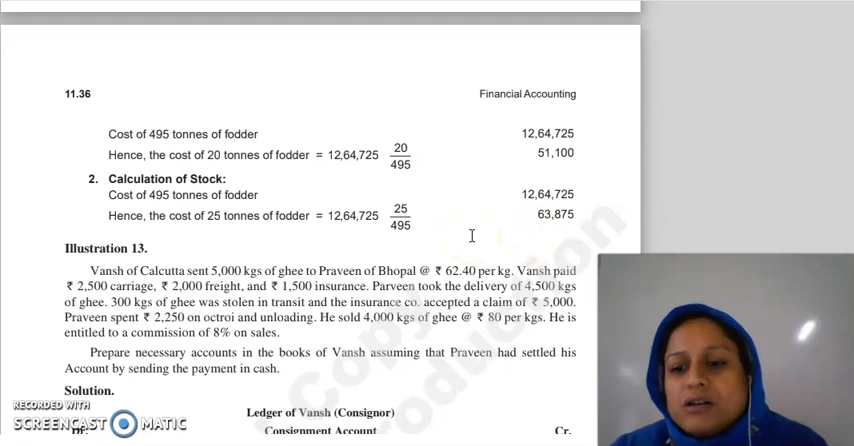 11.36 Financial Accounting
Cost of 495 tonnes of fodder 12,64,725
Hence, the cost of 20 tonnes of fodder = 12,64,725 20/495 51,100
2. Calculation of Stock:
Cost of 495 tonnes of fodder 12,64,725
Hence, the cost of 25 tonnes of fodder = 12,64,725 25/495 63,875
Illustration 13.
Vansh of Calcutta sent 5,000 kgs of ghee to Praveen of Bhopal @ ₹ 62.40 per kg. Vansh paid
₹ 2,500 carriage, ₹ 2,000 freight, and ₹ 1,500 insurance. Parveen took the delivery of 4,500 kgs
of ghee. 300 kgs of ghee was stolen in transit and the insurance co. accepted a claim of ₹ 5,000.
Praveen spent ₹ 2,250 on octroi and unloading. He sold 4,000 kgs of ghee @ ₹ 80 per kgs. He is
entitled to a commission of 8% on sales.
Prepare necessary accounts in the books of Vansh assuming that Praveen had settled his
Account by sending the payment in cash.
Solution.
Ledger of Vansh (Consignor)
Dr. Consignment Account Cr.
RECORDED WITH
SCREENCAST-O-MATIC